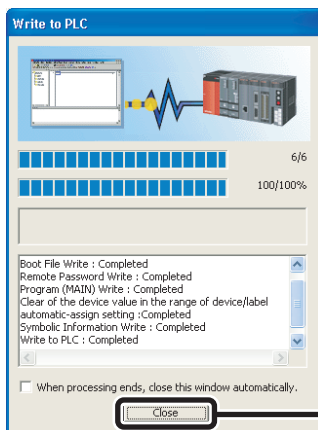 Write to PLC
6/6
100/100%
Boot File Write : Completed
Remote Password Write : Completed
Program (MAIN) Write : Completed
Clear of the device value in the range of device/label
automatic-assign setting :Completed
Symbolic Information Write : Completed
Write to PLC : Completed
When processing ends, close this window automatically.
Close